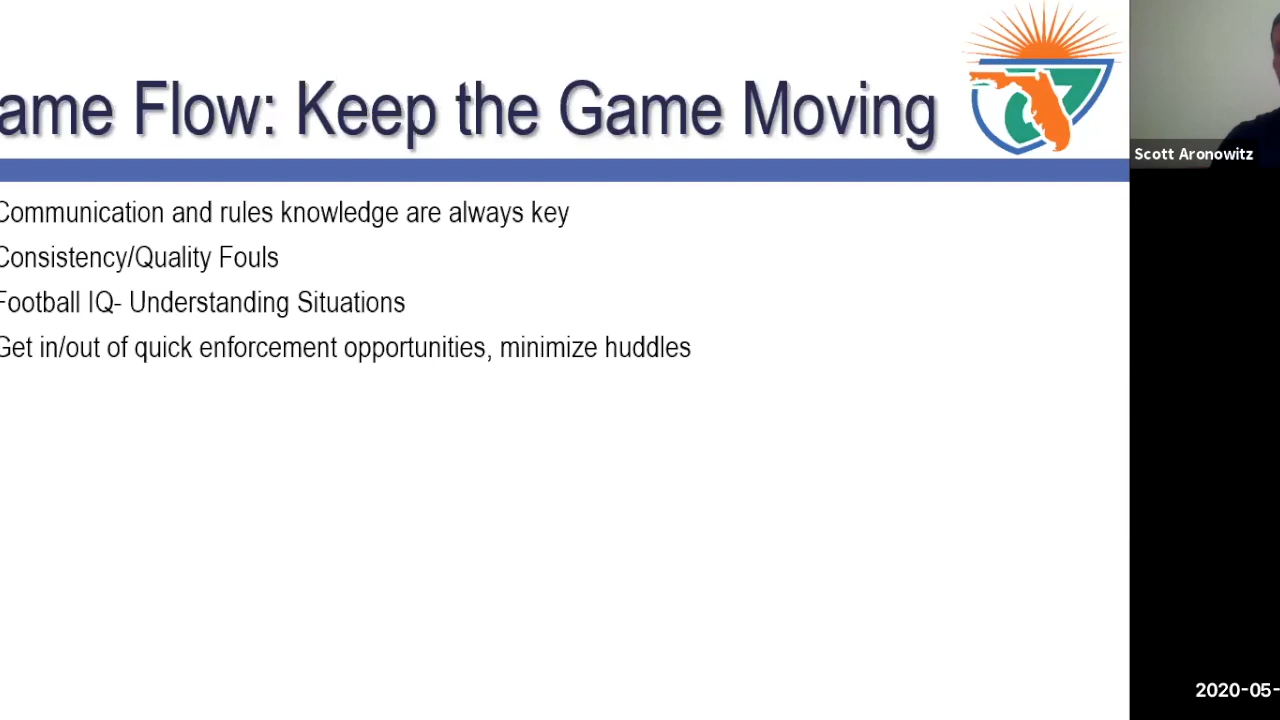 ame Flow: Keep the Game Moving
Communication and rules knowledge are always key
Consistency/Quality Fouls
Football IQ- Understanding Situations
Get in/out of quick enforcement opportunities, minimize huddles
Scott Aronowitz
2020-05-